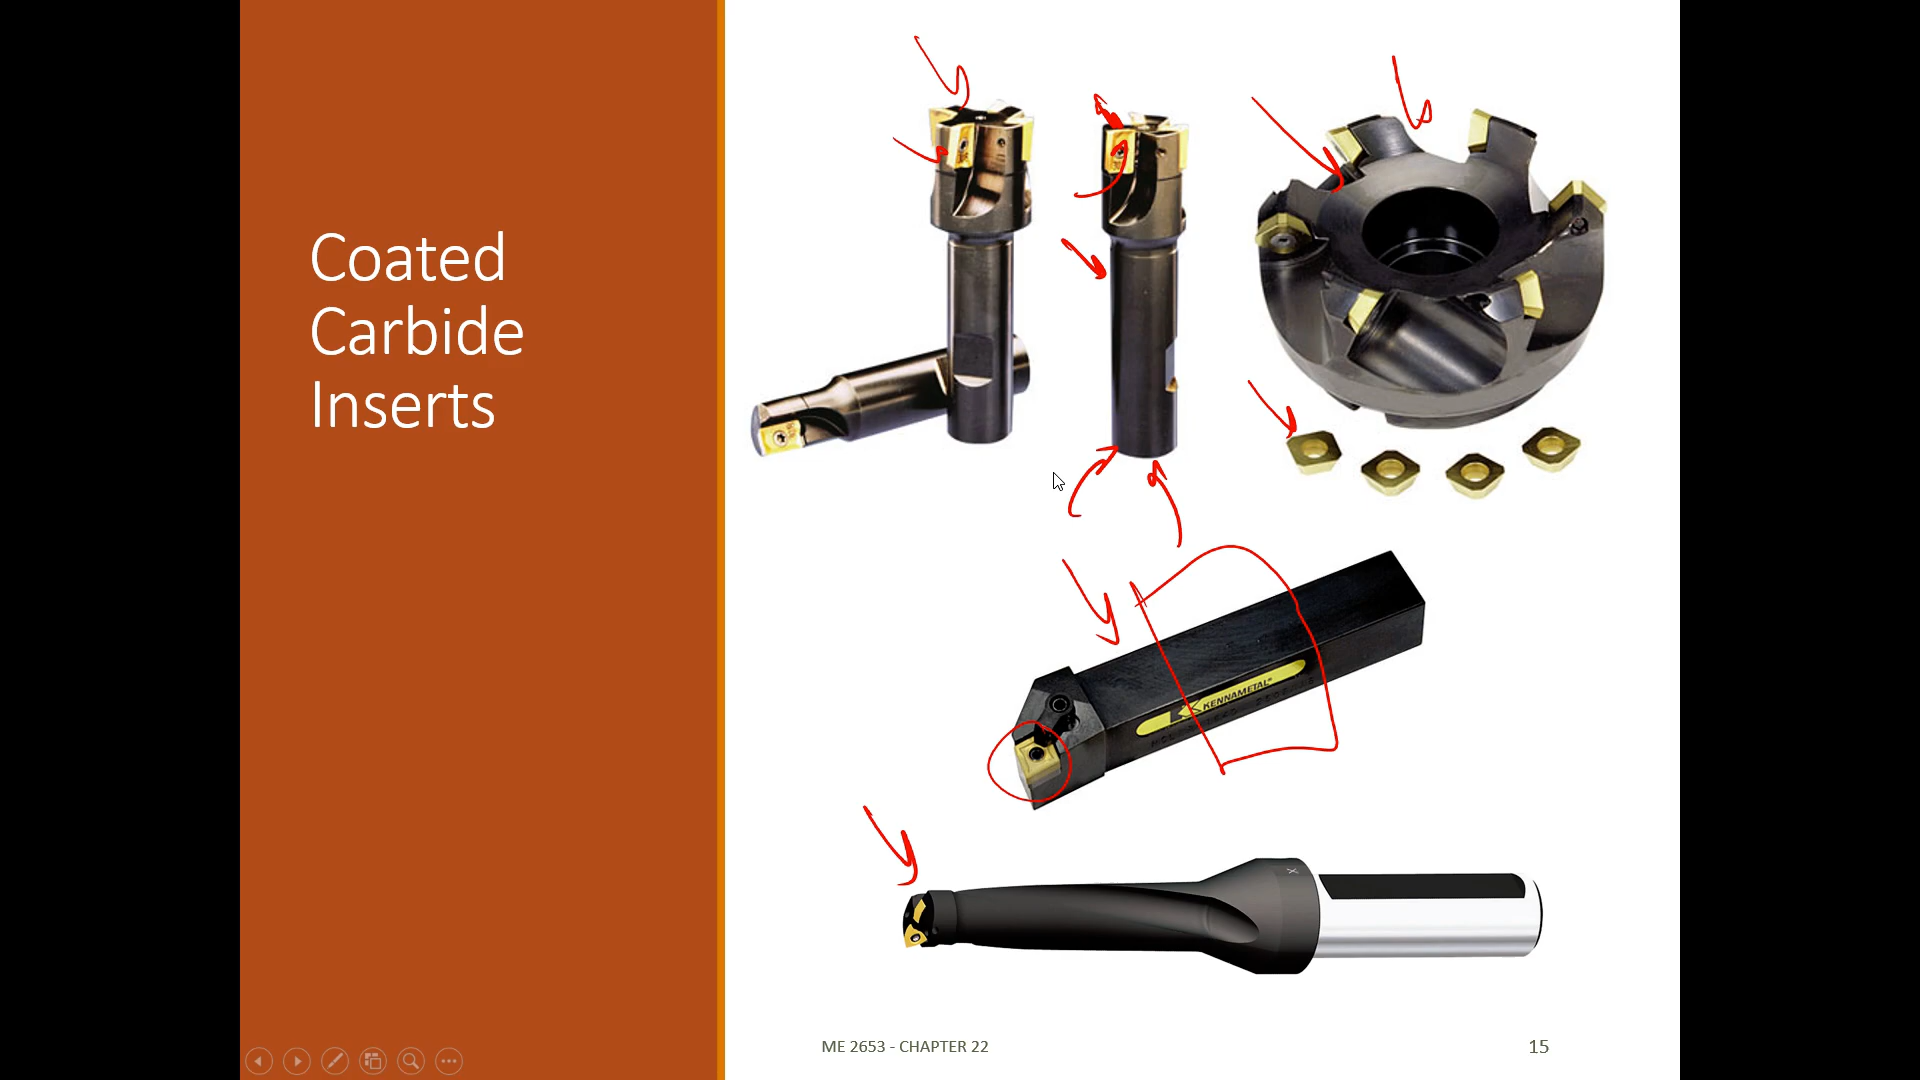 Coated
Carbide
Inserts
KENNAMETAL
X
ME 2653 - CHAPTER 22
15